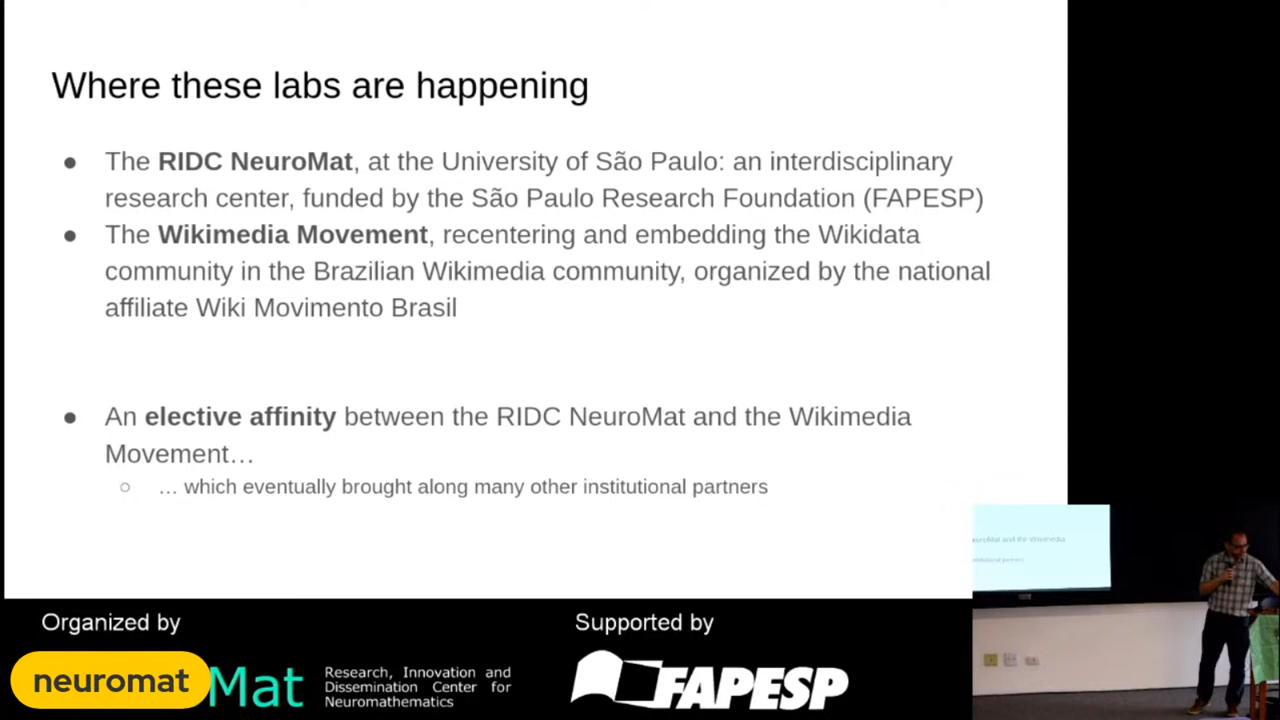 Where these labs are happening
● The RIDC NeuroMat, at the University of São Paulo: an interdisciplinary
research center, funded by the São Paulo Research Foundation (FAPESP)
● The Wikimedia Movement, recentering and embedding the Wikidata
community in the Brazilian Wikimedia community, organized by the national
affiliate Wiki Movimento Brasil
● An elective affinity between the RIDC NeuroMat and the Wikimedia
Movement…
○ … which eventually brought along many other institutional partners
and the Wikimedia
partners
Organized by
neuromat
Mat
Research, Innovation and
Dissemination Center for
Neuromathematics
Supported by
FAPESP